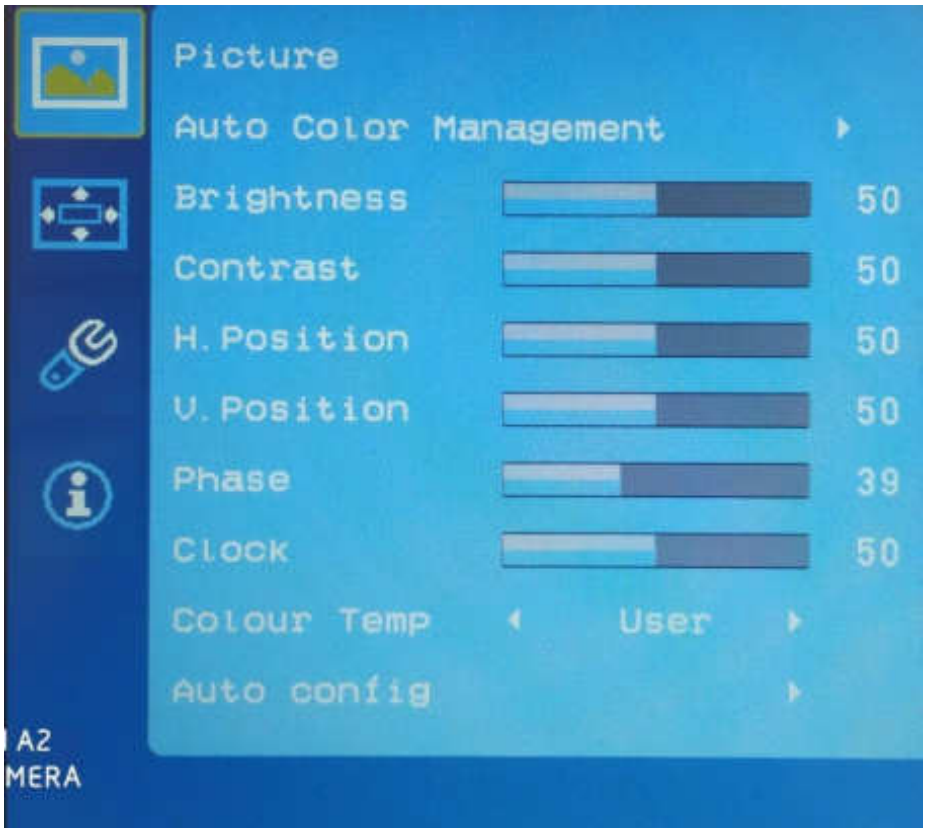 Picture
Auto Color Management
Brightness 50
Contrast 50
H.Position 50
V.Position 50
Phase 39
Clock 50
Colour Temp User
Auto config
A2
MERA